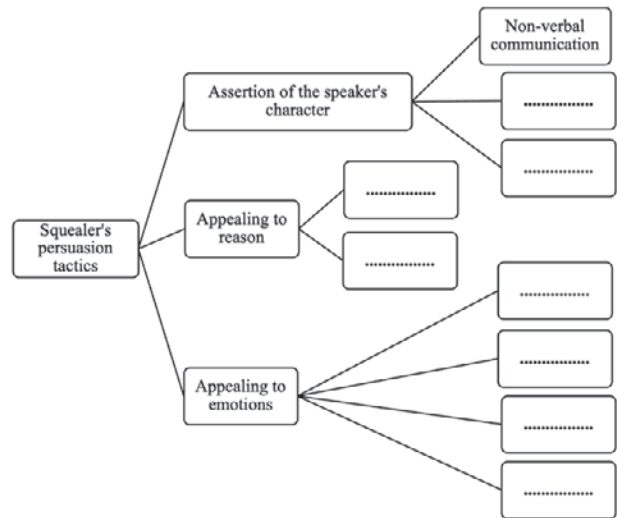 Non-verbal
communication
Assertion of the speaker's
character
................
................
Appealing to
reason
................
................
Squealer's
persuasion
tactics
Appealing to
emotions
................
................
................
................